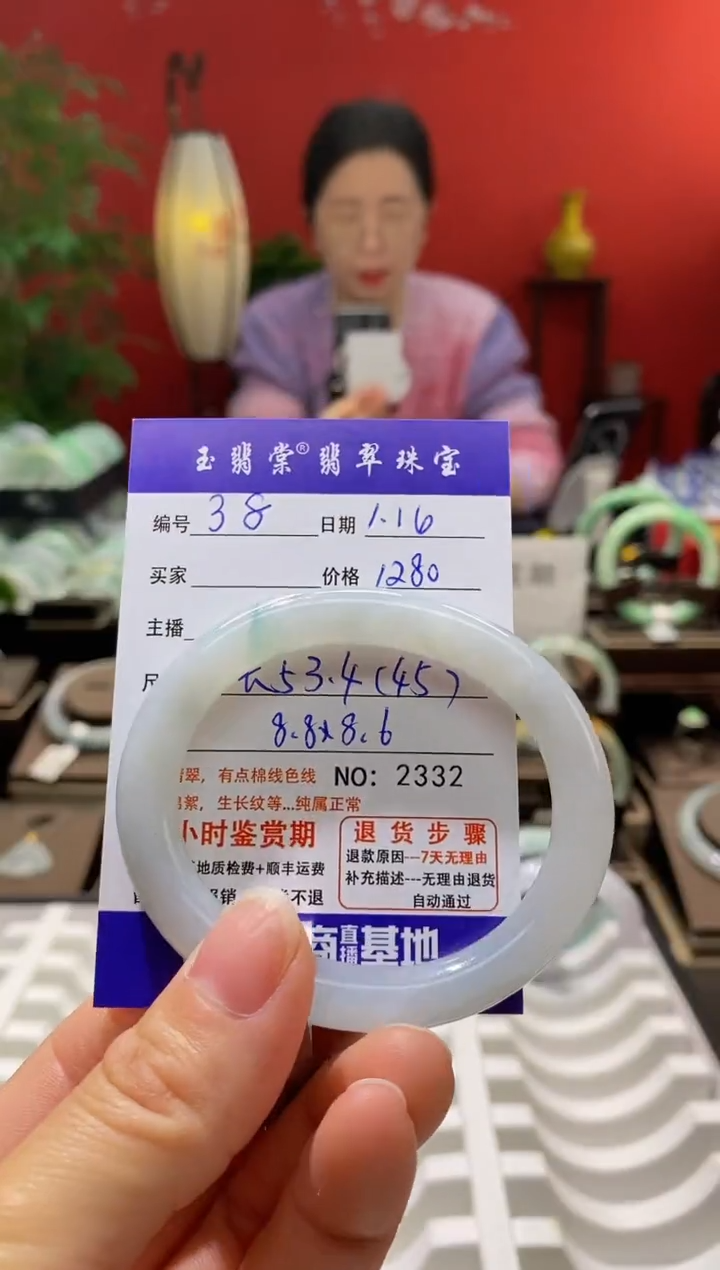 玉翡棠® 翡翠珠宝
编号 38 日期 1.16
买家 价格 1280
主播
尺 53.4(45)
8.8x8.6
翠，有点棉线色线 NO: 2332
絮，生长纹等...纯属正常
小时鉴赏期
退货步骤
地质检费+顺丰运费
退款原因---7天无理由
不退
补充描述---无理由退货
自动通过
直播基地